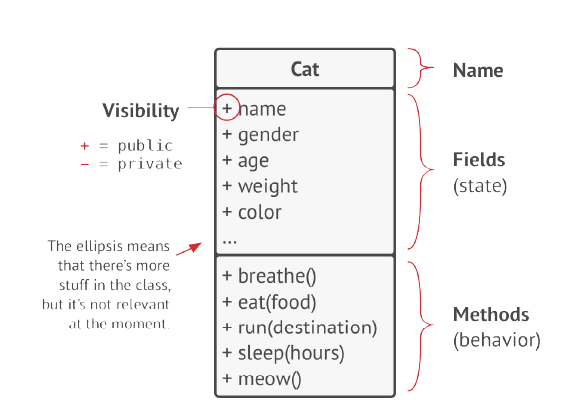 Cat
Name
Visibility
+ = public
− = private
+ name
+ gender
+ age
+ weight
+ color
...
Fields
(state)
The ellipsis means
that there's more
stuff in the class,
but it's not relevant
at the moment.
+ breathe()
+ eat(food)
+ run(destination)
+ sleep(hours)
+ meow()
Methods
(behavior)